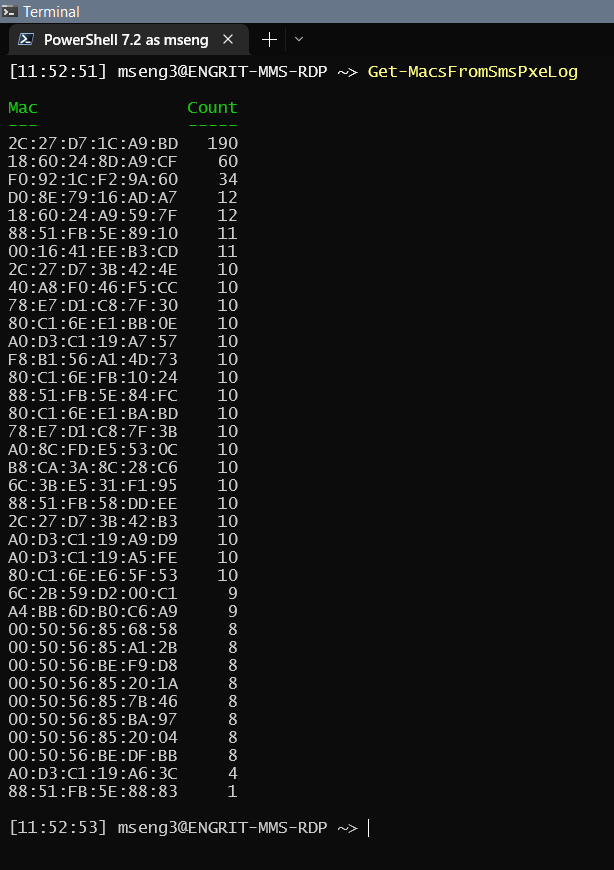 Terminal
PowerShell 7.2 as mseng
[11:52:51] mseng3@ENGRIT-MMS-RDP ~> Get-MacsFromSmsPxeLog
Mac Count
--- -----
2C:27:D7:1C:A9:BD 190
18:60:24:8D:A9:CF 60
F0:92:1C:F2:9A:60 34
D0:8E:79:16:AD:A7 12
18:60:24:A9:59:7F 12
88:51:FB:5E:89:10 11
00:16:41:EE:B3:CD 11
2C:27:D7:3B:42:4E 10
40:A8:F0:46:F5:CC 10
78:E7:D1:C8:7F:30 10
80:C1:6E:E1:BB:0E 10
A0:D3:C1:19:A7:57 10
F8:B1:56:A1:4D:73 10
80:C1:6E:FB:10:24 10
88:51:FB:5E:84:FC 10
80:C1:6E:E1:BA:BD 10
78:E7:D1:C8:7F:3B 10
A0:8C:FD:E5:53:0C 10
B8:CA:3A:8C:28:C6 10
6C:3B:E5:31:F1:95 10
88:51:FB:58:DD:EE 10
2C:27:D7:3B:42:B3 10
A0:D3:C1:19:A9:D9 10
A0:D3:C1:19:A5:FE 10
80:C1:6E:E6:5F:53 10
6C:2B:59:D2:00:C1 9
A4:BB:6D:B0:C6:A9 9
00:50:56:85:68:58 8
00:50:56:85:A1:2B 8
00:50:56:BE:F9:D8 8
00:50:56:85:20:1A 8
00:50:56:85:7B:46 8
00:50:56:85:BA:97 8
00:50:56:85:20:04 8
00:50:56:BE:DF:BB 8
A0:D3:C1:19:A6:3C 4
88:51:FB:5E:88:83 1
[11:52:53] mseng3@ENGRIT-MMS-RDP ~>